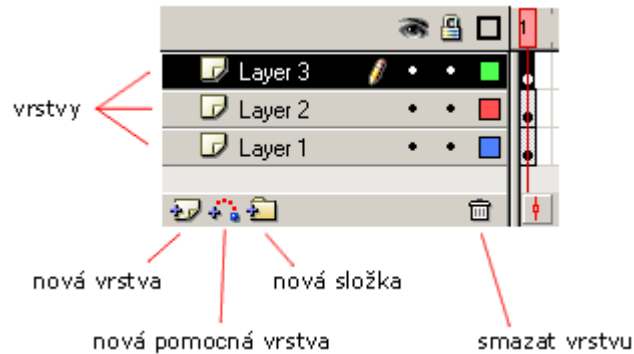 1
Layer 3
vrstvy
Layer 2
Layer 1
nová vrstva
nová složka
nová pomocná vrstva
smazat vrstvu